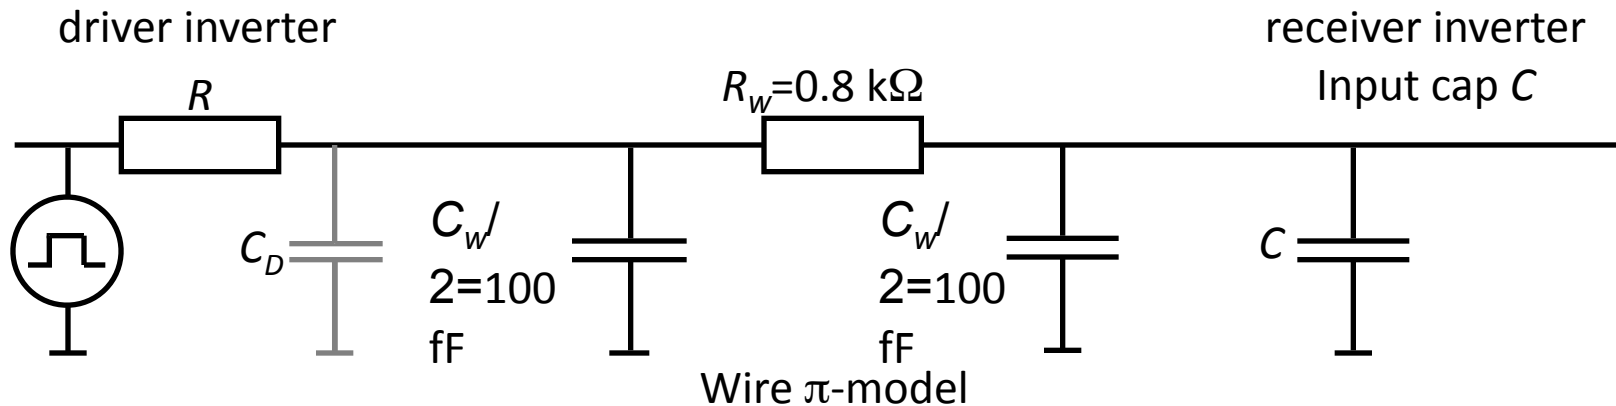 driver inverter
receiver inverter
Input cap C
R
R_w=0.8 kΩ
C_D
C_w/
2=100
fF
C_w/
2=100
fF
C
Wire π-model